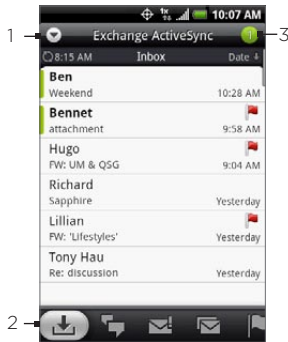 10:07 AM
1 Exchange ActiveSync 3
8:15 AM Inbox Date
Ben
Weekend 10:28 AM
Bennet
attachment 9:58 AM
Hugo
FW: UM & QSG 9:04 AM
Richard
Sapphire Yesterday
Lillian
FW: 'Lifestyles' Yesterday
Tony Hau
Re: discussion Yesterday
2